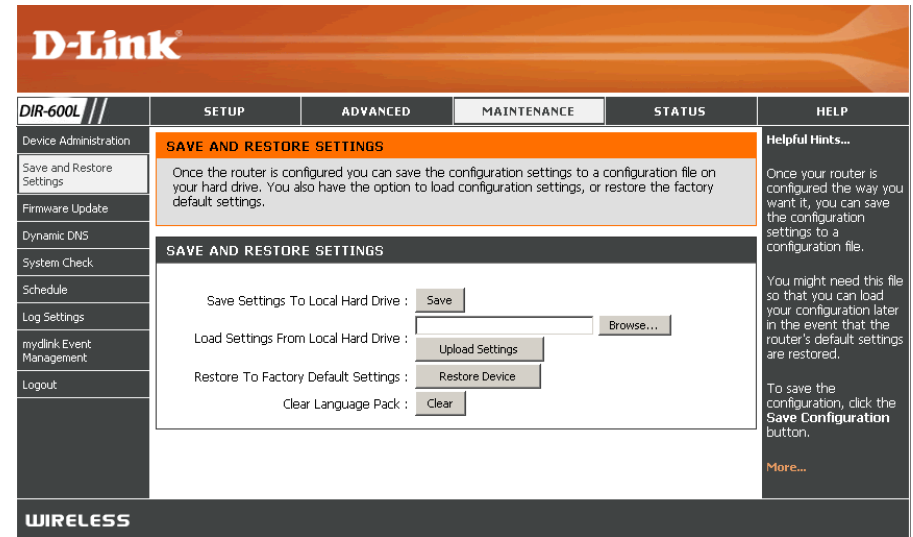 D-Link
DIR-600L
SETUP
ADVANCED
MAINTENANCE
STATUS
HELP
Device Administration
Save and Restore
Settings
Firmware Update
Dynamic DNS
System Check
Schedule
Log Settings
mydlink Event
Management
Logout
SAVE AND RESTORE SETTINGS
Once the router is configured you can save the configuration settings to a configuration file on
your hard drive. You also have the option to load configuration settings, or restore the factory
default settings.
SAVE AND RESTORE SETTINGS
Save Settings To Local Hard Drive : Save
Load Settings From Local Hard Drive : Browse...
Upload Settings
Restore To Factory Default Settings : Restore Device
Clear Language Pack : Clear
Helpful Hints...
Once your router is
configured the way you
want it, you can save
the configuration
settings to a
configuration file.
You might need this file
so that you can load
your configuration later
in the event that the
router's default settings
are restored.
To save the
configuration, click the
Save Configuration
button.
More...
WIRELESS